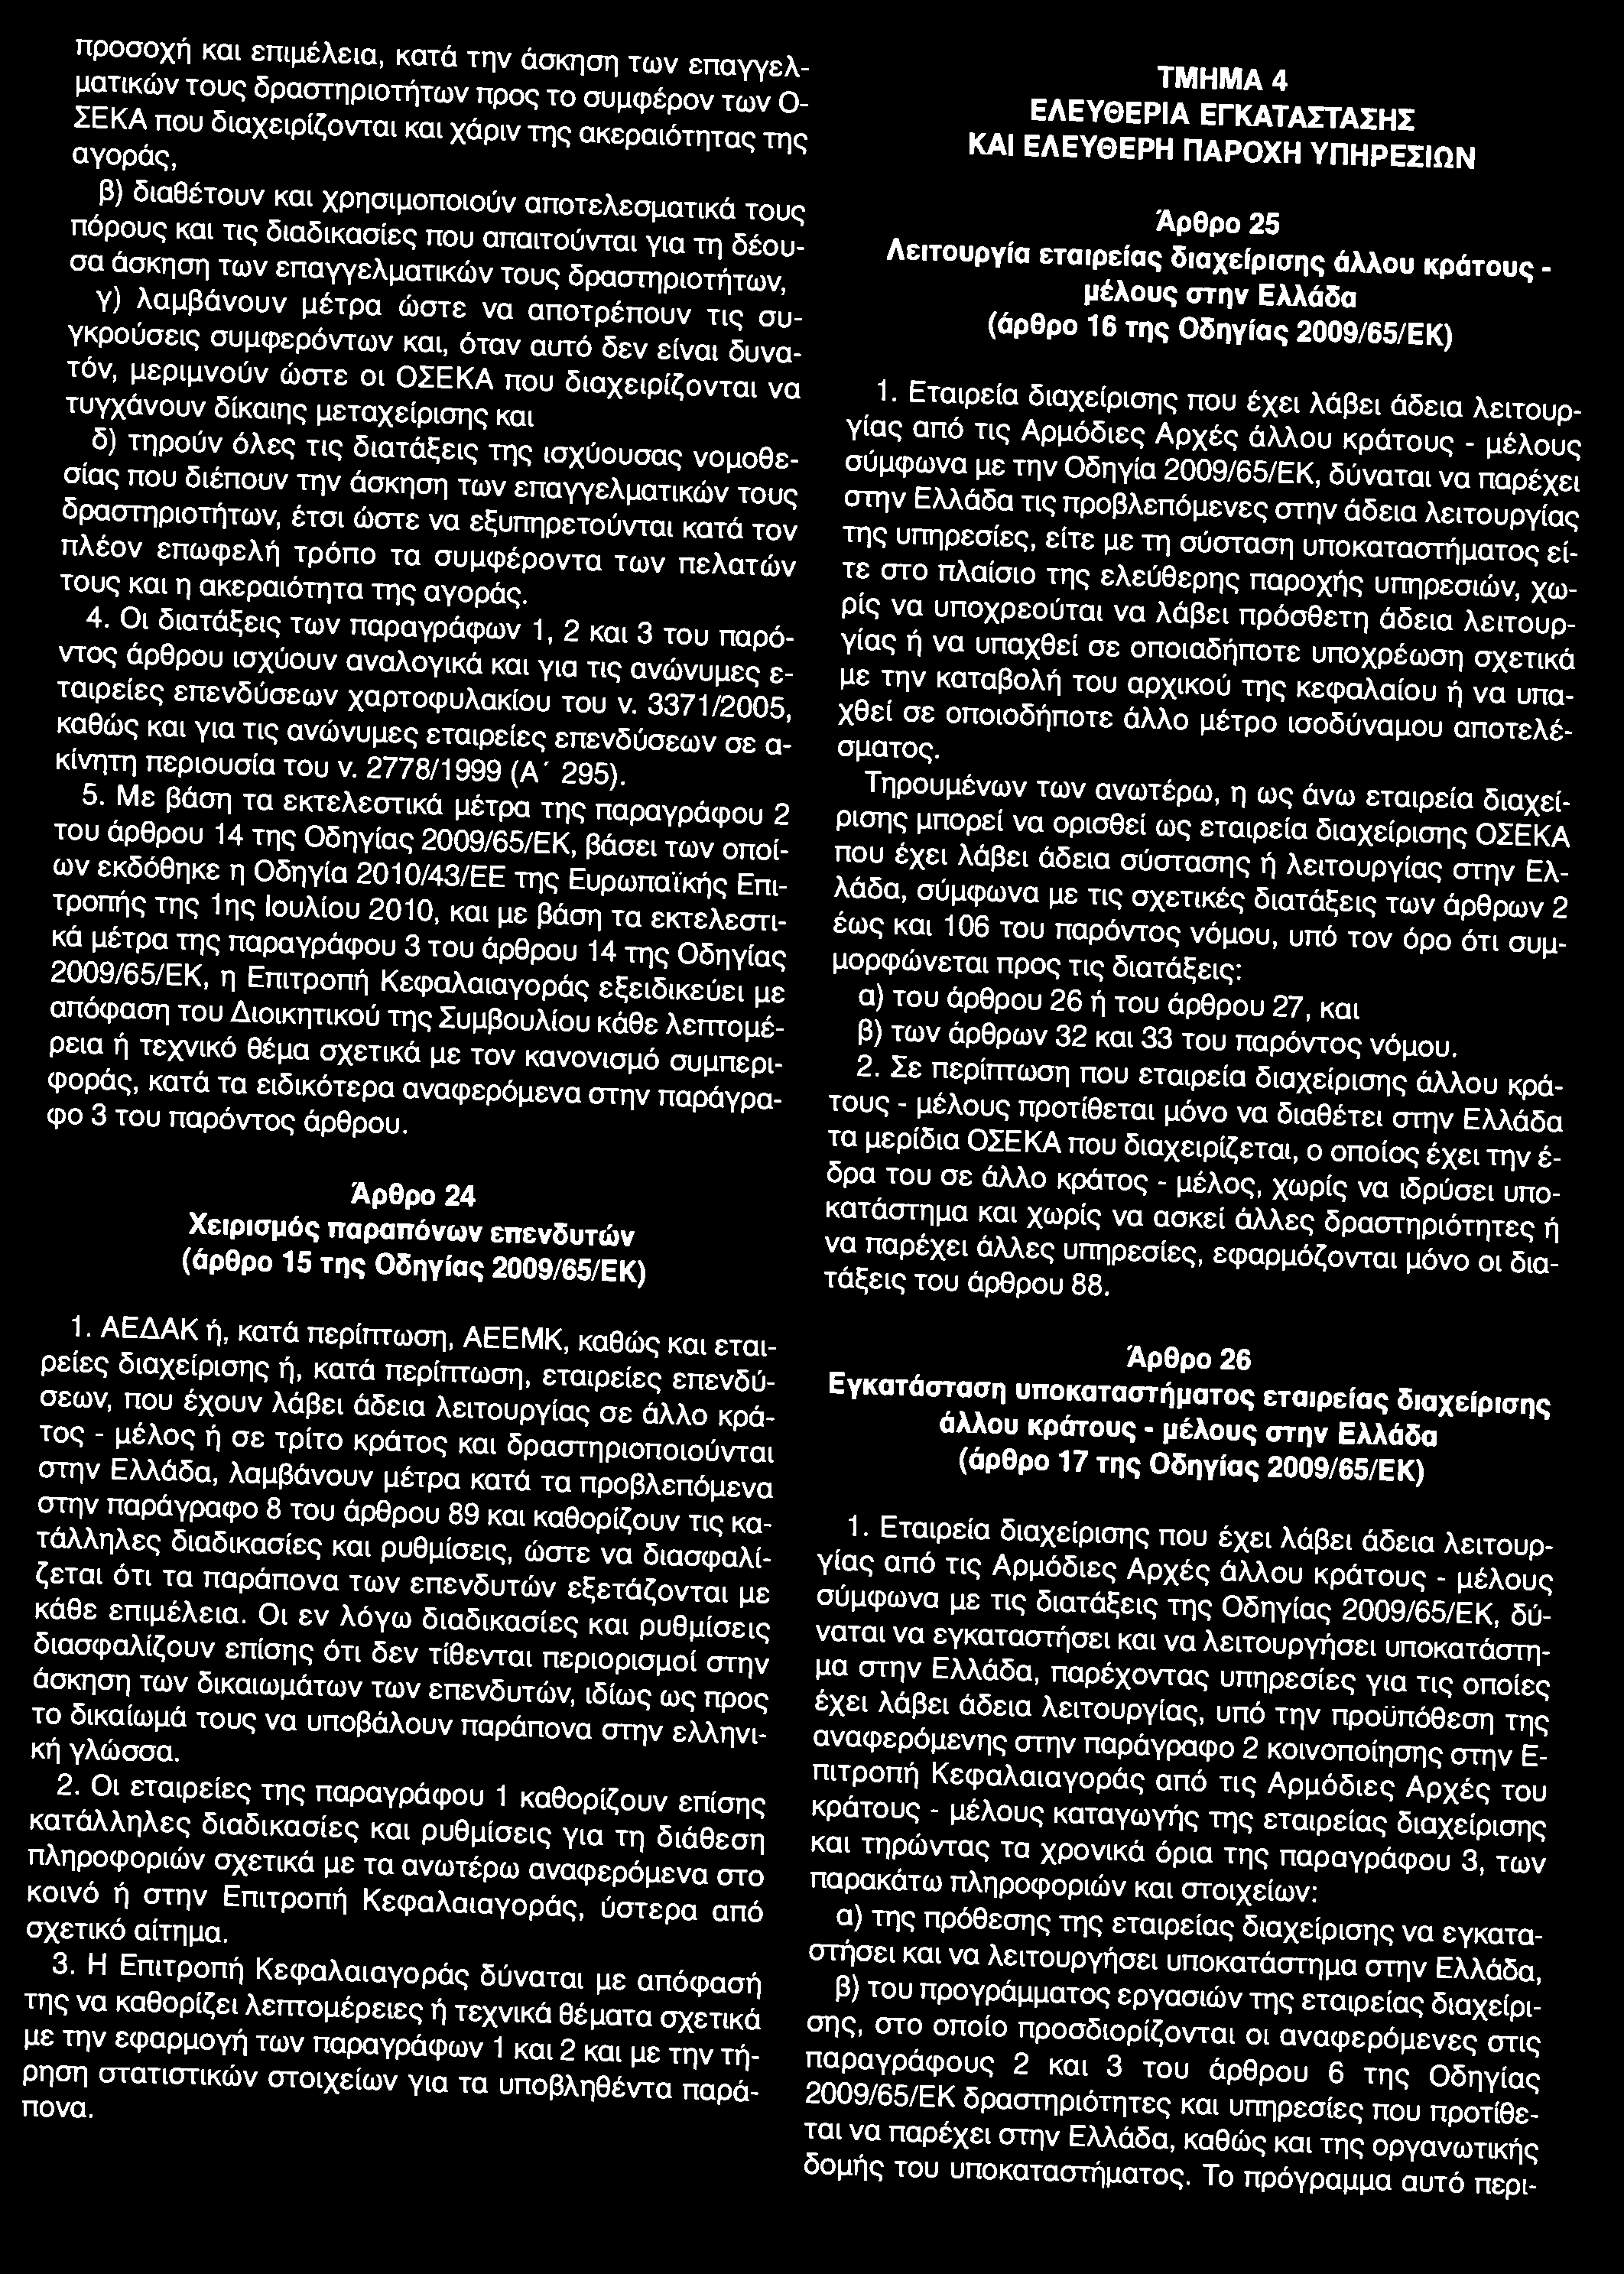 προσοχή και επιμέλεια, κατά την άσκηση των επαγγελ-
ματικών τους δραστηριοτήτων προς το συμφέρον των Ο-
ΣΕΚΑ που διαχειρίζονται και χάριν της ακεραιότητας της
αγοράς,
β) διαθέτουν και χρησιμοποιούν αποτελεσματικά τους
πόρους και τις διαδικασίες που απαιτούνται για τη δέου-
σα άσκηση των επαγγελματικών τους δραστηριοτήτων,
γ) λαμβάνουν μέτρα ώστε να αποτρέπουν τις συ-
γκρούσεις συμφερόντων και, όταν αυτό δεν είναι δυνα-
τόν, μεριμνούν ώστε οι ΟΣΕΚΑ που διαχειρίζονται να
τυγχάνουν δίκαιης μεταχείρισης και
δ) τηρούν όλες τις διατάξεις της ισχύουσας νομοθε-
σίας που διέπουν την άσκηση των επαγγελματικών τους
δραστηριοτήτων, έτσι ώστε να εξυπηρετούνται κατά τον
πλέον επωφελή τρόπο τα συμφέροντα των πελατών
τους και η ακεραιότητα της αγοράς.
4. Οι διατάξεις των παραγράφων 1, 2 και 3 του παρό-
ντος άρθρου ισχύουν αναλογικά και για τις ανώνυμες ε-
ταιρείες επενδύσεων χαρτοφυλακίου του ν. 3371/2005,
καθώς και για τις ανώνυμες εταιρείες επενδύσεων σε α-
κίνητη περιουσία του ν. 2778/1999 (Α΄ 295).
5. Με βάση τα εκτελεστικά μέτρα της παραγράφου 2
του άρθρου 14 της Οδηγίας 2009/65/ΕΚ, βάσει των οποί-
ων εκδόθηκε η Οδηγία 2010/43/ΕΕ της Ευρωπαϊκής Επι-
τροπής της 1ης Ιουλίου 2010, και με βάση τα εκτελεστι-
κά μέτρα της παραγράφου 3 του άρθρου 14 της Οδηγίας
2009/65/ΕΚ, η Επιτροπή Κεφαλαιαγοράς εξειδικεύει με
απόφαση του Διοικητικού της Συμβουλίου κάθε λεπτομέ-
ρεια ή τεχνικό θέμα σχετικά με τον κανονισμό συμπερι-
φοράς, κατά τα ειδικότερα αναφερόμενα στην παράγρα-
φο 3 του παρόντος άρθρου.
Άρθρο 24
Χειρισμός παραπόνων επενδυτών
(άρθρο 15 της Οδηγίας 2009/65/ΕΚ)
1. ΑΕΔΑΚ ή, κατά περίπτωση, ΑΕΕΜΚ, καθώς και εται-
ρείες διαχείρισης ή, κατά περίπτωση, εταιρείες επενδύ-
σεων, που έχουν λάβει άδεια λειτουργίας σε άλλο κρά-
τος - μέλος ή σε τρίτο κράτος και δραστηριοποιούνται
στην Ελλάδα, λαμβάνουν μέτρα κατά τα προβλεπόμενα
στην παράγραφο 8 του άρθρου 89 και καθορίζουν τις κα-
τάλληλες διαδικασίες και ρυθμίσεις, ώστε να διασφαλί-
ζεται ότι τα παράπονα των επενδυτών εξετάζονται με
κάθε επιμέλεια. Οι εν λόγω διαδικασίες και ρυθμίσεις
διασφαλίζουν επίσης ότι δεν τίθενται περιορισμοί στην
άσκηση των δικαιωμάτων των επενδυτών, ιδίως ως προς
το δικαίωμά τους να υποβάλουν παράπονα στην ελληνι-
κή γλώσσα.
2. Οι εταιρείες της παραγράφου 1 καθορίζουν επίσης
κατάλληλες διαδικασίες και ρυθμίσεις για τη διάθεση
πληροφοριών σχετικά με τα ανωτέρω αναφερόμενα στο
κοινό ή στην Επιτροπή Κεφαλαιαγοράς, ύστερα από
σχετικό αίτημα.
3. Η Επιτροπή Κεφαλαιαγοράς δύναται με απόφασή
της να καθορίζει λεπτομέρειες ή τεχνικά θέματα σχετικά
με την εφαρμογή των παραγράφων 1 και 2 και με την τή-
ρηση στατιστικών στοιχείων για τα υποβληθέντα παρά-
πονα.
ΤΜΗΜΑ 4
ΕΛΕΥΘΕΡΙΑ ΕΓΚΑΤΑΣΤΑΣΗΣ
ΚΑΙ ΕΛΕΥΘΕΡΗ ΠΑΡΟΧΗ ΥΠΗΡΕΣΙΩΝ
Άρθρο 25
Λειτουργία εταιρείας διαχείρισης άλλου κράτους -
μέλους στην Ελλάδα
(άρθρο 16 της Οδηγίας 2009/65/ΕΚ)
1. Εταιρεία διαχείρισης που έχει λάβει άδεια λειτουρ-
γίας από τις Αρμόδιες Αρχές άλλου κράτους - μέλους
σύμφωνα με την Οδηγία 2009/65/ΕΚ, δύναται να παρέχει
στην Ελλάδα τις προβλεπόμενες στην άδεια λειτουργίας
της υπηρεσίες, είτε με τη σύσταση υποκαταστήματος εί-
τε στο πλαίσιο της ελεύθερης παροχής υπηρεσιών, χω-
ρίς να υποχρεούται να λάβει πρόσθετη άδεια λειτουρ-
γίας ή να υπαχθεί σε οποιαδήποτε υποχρέωση σχετικά
με την καταβολή του αρχικού της κεφαλαίου ή να υπα-
χθεί σε οποιοδήποτε άλλο μέτρο ισοδύναμου αποτελέ-
σματος.
Τηρουμένων των ανωτέρω, η ως άνω εταιρεία διαχεί-
ρισης μπορεί να ορισθεί ως εταιρεία διαχείρισης ΟΣΕΚΑ
που έχει λάβει άδεια σύστασης ή λειτουργίας στην Ελ-
λάδα, σύμφωνα με τις σχετικές διατάξεις των άρθρων 2
έως και 106 του παρόντος νόμου, υπό τον όρο ότι συμ-
μορφώνεται προς τις διατάξεις:
α) του άρθρου 26 ή του άρθρου 27, και
β) των άρθρων 32 και 33 του παρόντος νόμου.
2. Σε περίπτωση που εταιρεία διαχείρισης άλλου κρά-
τους - μέλους προτίθεται μόνο να διαθέτει στην Ελλάδα
τα μερίδια ΟΣΕΚΑ που διαχειρίζεται, ο οποίος έχει την έ-
δρα του σε άλλο κράτος - μέλος, χωρίς να ιδρύσει υπο-
κατάστημα και χωρίς να ασκεί άλλες δραστηριότητες ή
να παρέχει άλλες υπηρεσίες, εφαρμόζονται μόνο οι δια-
τάξεις του άρθρου 88.
Άρθρο 26
Εγκατάσταση υποκαταστήματος εταιρείας διαχείρισης
άλλου κράτους - μέλους στην Ελλάδα
(άρθρο 17 της Οδηγίας 2009/65/ΕΚ)
1. Εταιρεία διαχείρισης που έχει λάβει άδεια λειτουρ-
γίας από τις Αρμόδιες Αρχές άλλου κράτους - μέλους
σύμφωνα με τις διατάξεις της Οδηγίας 2009/65/ΕΚ, δύ-
ναται να εγκαταστήσει και να λειτουργήσει υποκατάστη-
μα στην Ελλάδα, παρέχοντας υπηρεσίες για τις οποίες
έχει λάβει άδεια λειτουργίας, υπό την προϋπόθεση της
αναφερόμενης στην παράγραφο 2 κοινοποίησης στην Ε-
πιτροπή Κεφαλαιαγοράς από τις Αρμόδιες Αρχές του
κράτους - μέλους καταγωγής της εταιρείας διαχείρισης
και τηρώντας τα χρονικά όρια της παραγράφου 3, των
παρακάτω πληροφοριών και στοιχείων:
α) της πρόθεσης της εταιρείας διαχείρισης να εγκατα-
στήσει και να λειτουργήσει υποκατάστημα στην Ελλάδα,
β) του προγράμματος εργασιών της εταιρείας διαχείρι-
σης, στο οποίο προσδιορίζονται οι αναφερόμενες στις
παραγράφους 2 και 3 του άρθρου 6 της Οδηγίας
2009/65/ΕΚ δραστηριότητες και υπηρεσίες που προτίθε-
ται να παρέχει στην Ελλάδα, καθώς και της οργανωτικής
δομής του υποκαταστήματος. Το πρόγραμμα αυτό περι-